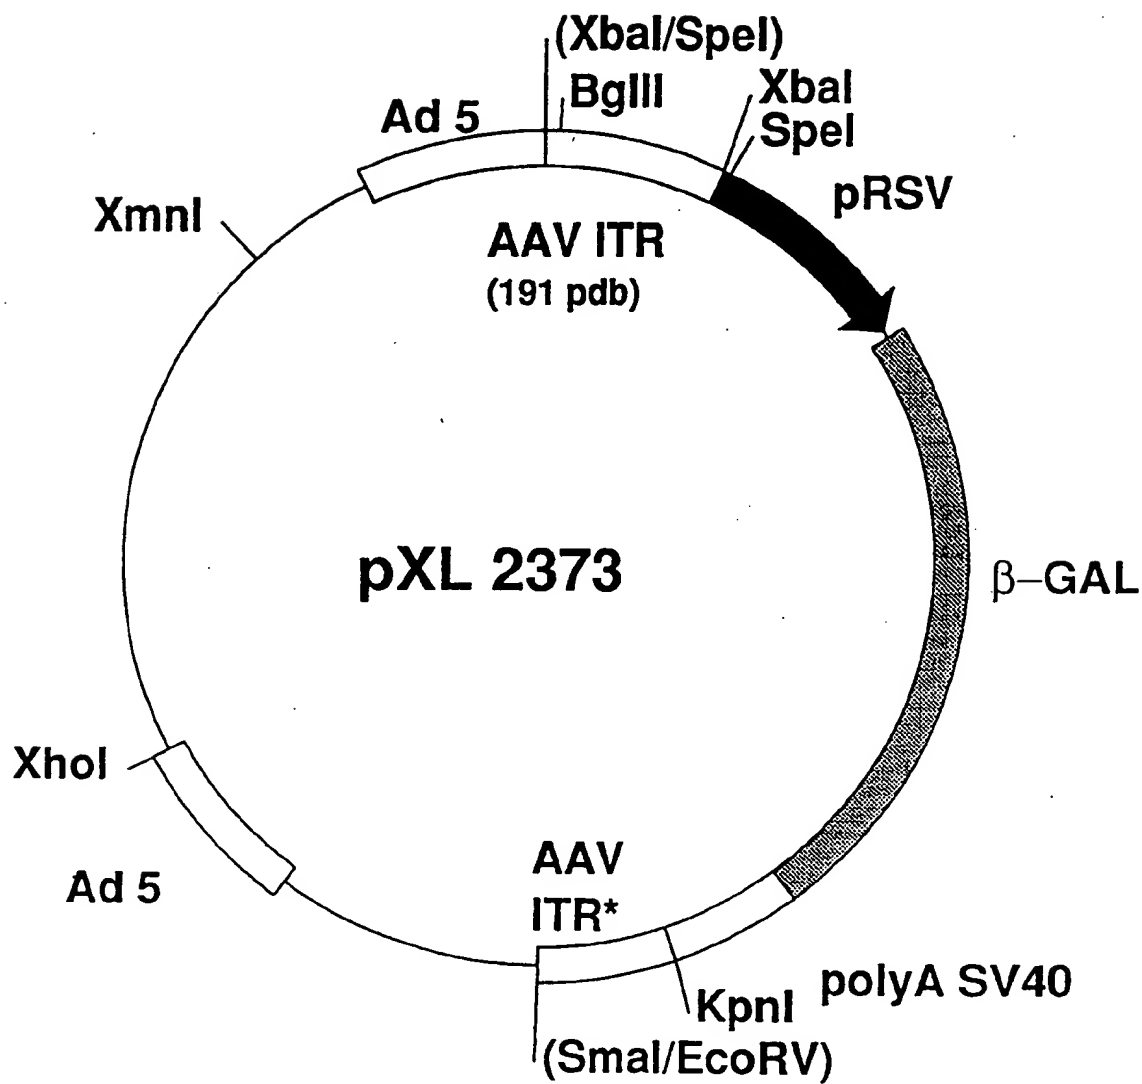 (XbaI/SpeI)
BglII
XbaI
Ad 5
SpeI
pRSV
XmnI
AAV ITR
(191 pdb)
pXL 2373
β–GAL
XhoI
AAV
ITR*
Ad 5
polyA SV40
KpnI
(SmaI/EcoRV)